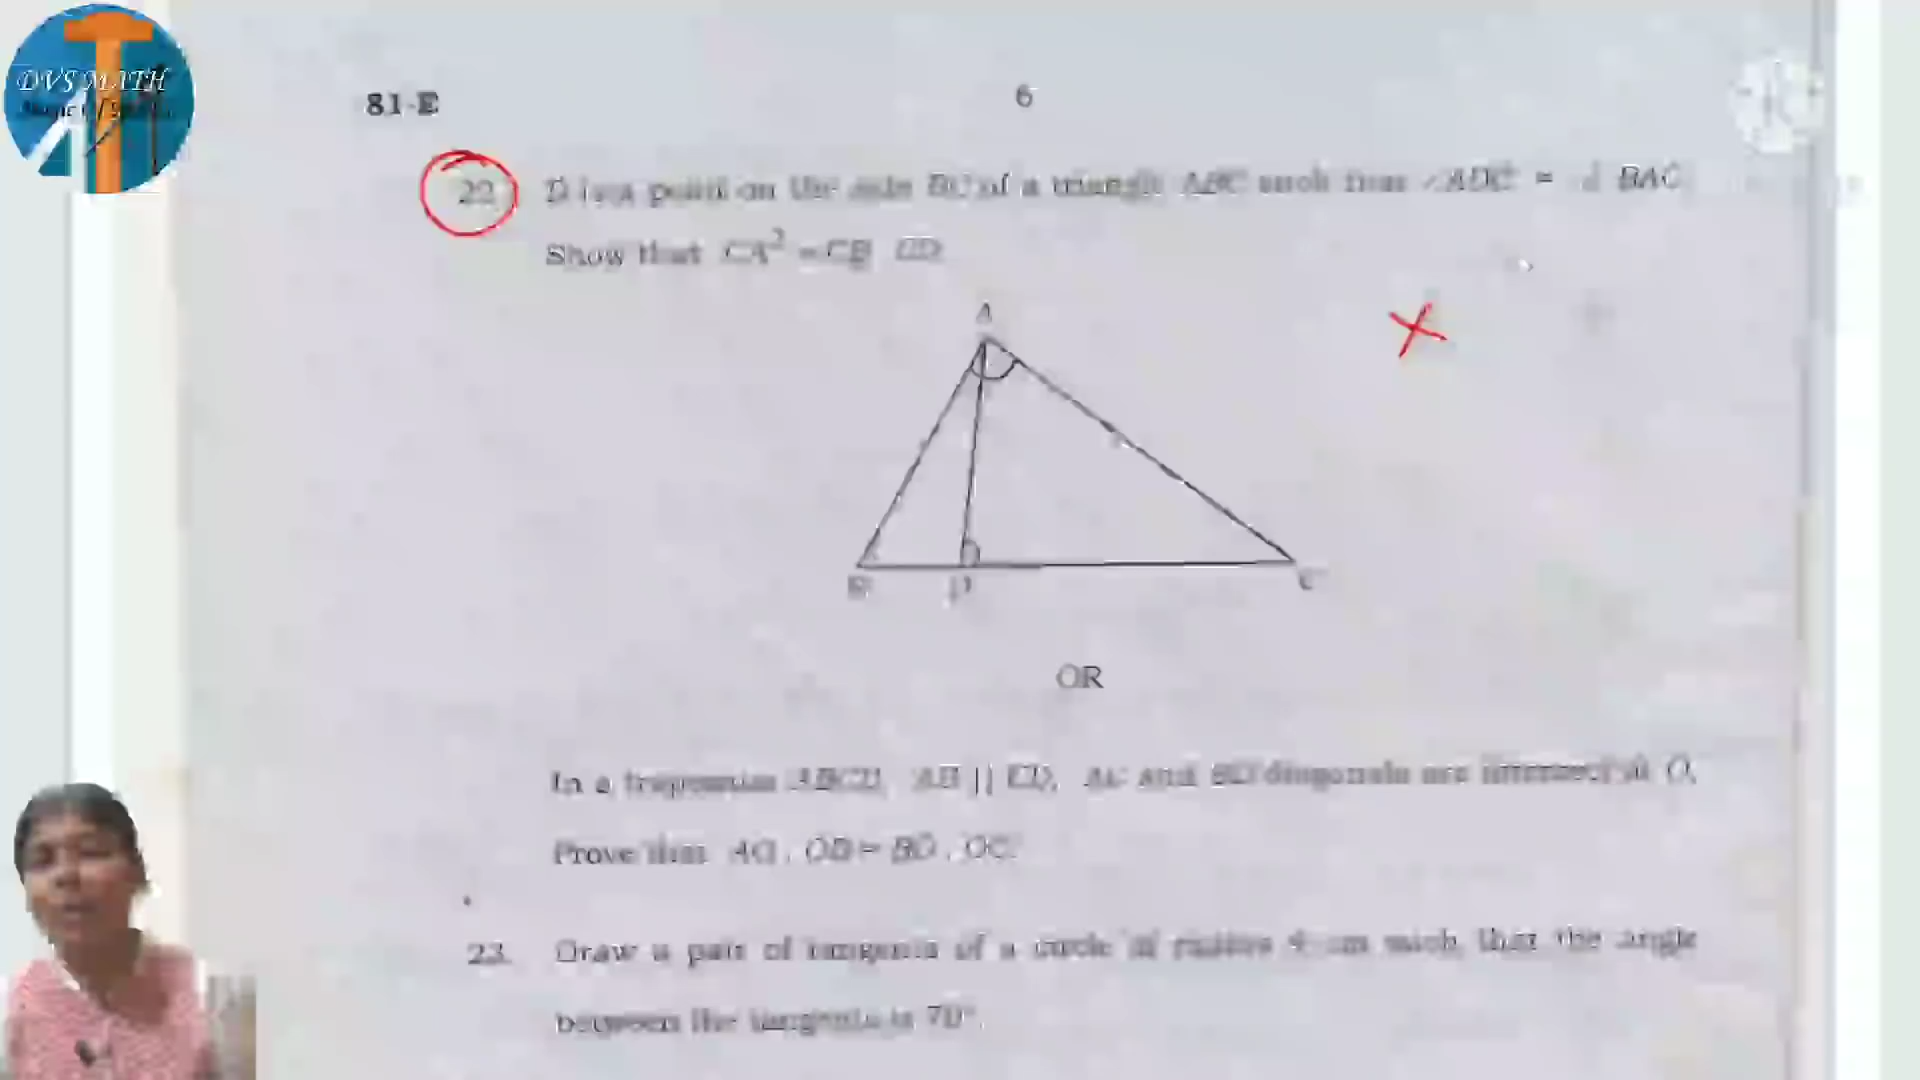 DVS MATH
81-E
6
22. D is a point on the side BC of a triangle ABC such that ∠ADC = ∠BAC.
Show that CA² = CB . CD
A
B D C
OR
In a trapezium ABCD, AB || CD, AC and BD diagonals are intersect at O.
Prove that AO . OB = BO . OC.
23. Draw a pair of tangents of a circle of radius 4 cm such that the angle
between the tangents is 70°.